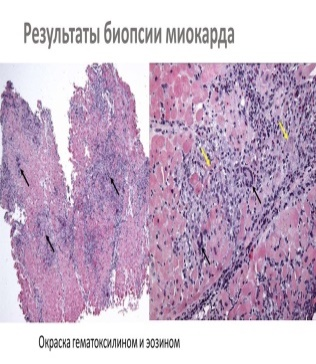 Результаты биопсии миокарда
Окраска гематоксилином и эозином